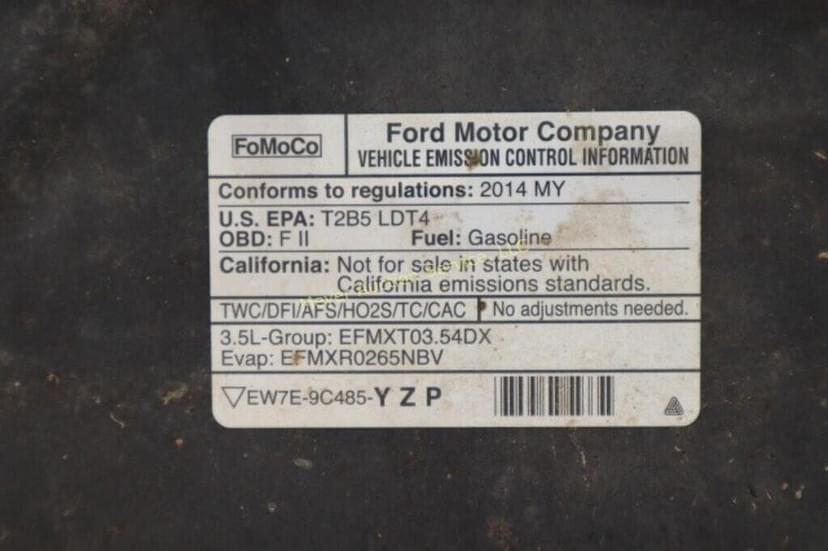 FoMoCo
Ford Motor Company
VEHICLE EMISSION CONTROL INFORMATION
Conforms to regulations: 2014 MY
U.S. EPA: T2B5 LDT4
OBD: F II Fuel: Gasoline
California: Not for sale in states with
California emissions standards.
TWC/DFI/AFS/HO2S/TC/CAC No adjustments needed.
3.5L-Group: EFMXT03.54DX
Evap: EFMXR0265NBV
EW7E-9C485-Y Z P